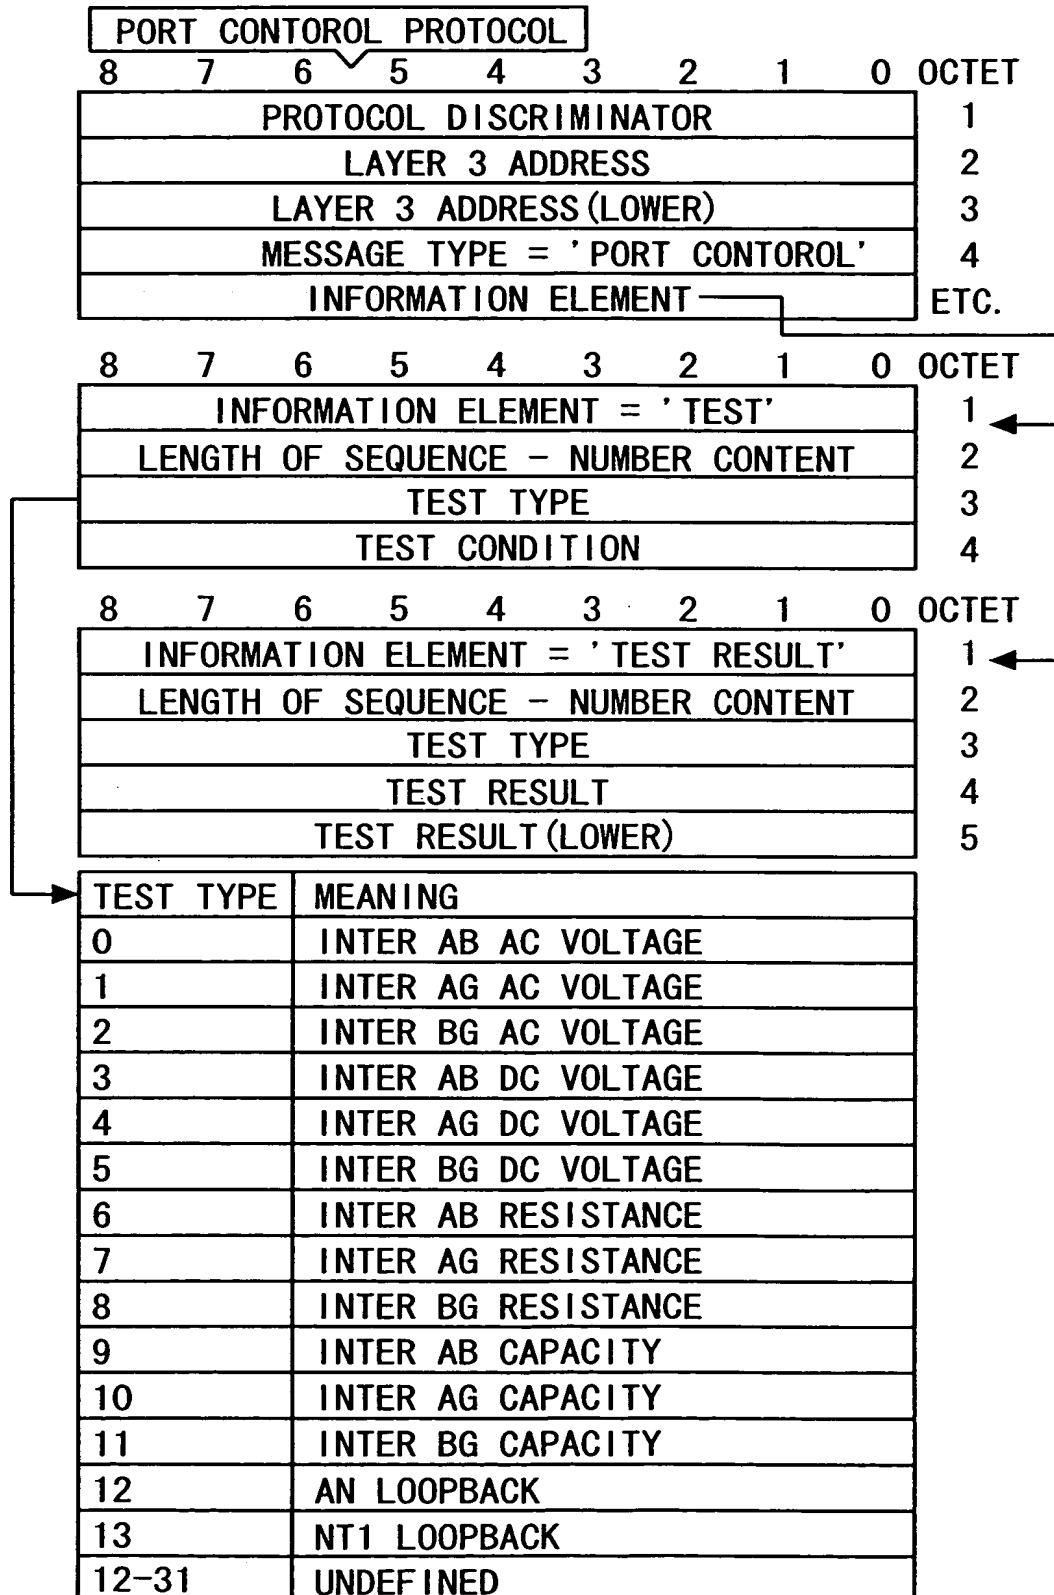 PORT CONTOROL PROTOCOL
8 7 6 5 4 3 2 1 0 OCTET
PROTOCOL DISCRIMINATOR 1
LAYER 3 ADDRESS 2
LAYER 3 ADDRESS(LOWER) 3
MESSAGE TYPE = 'PORT CONTOROL' 4
INFORMATION ELEMENT ETC.
8 7 6 5 4 3 2 1 0 OCTET
INFORMATION ELEMENT = 'TEST' 1
LENGTH OF SEQUENCE - NUMBER CONTENT 2
TEST TYPE 3
TEST CONDITION 4
8 7 6 5 4 3 2 1 0 OCTET
INFORMATION ELEMENT = 'TEST RESULT' 1
LENGTH OF SEQUENCE - NUMBER CONTENT 2
TEST TYPE 3
TEST RESULT 4
TEST RESULT(LOWER) 5
TEST TYPE MEANING
0 INTER AB AC VOLTAGE
1 INTER AG AC VOLTAGE
2 INTER BG AC VOLTAGE
3 INTER AB DC VOLTAGE
4 INTER AG DC VOLTAGE
5 INTER BG DC VOLTAGE
6 INTER AB RESISTANCE
7 INTER AG RESISTANCE
8 INTER BG RESISTANCE
9 INTER AB CAPACITY
10 INTER AG CAPACITY
11 INTER BG CAPACITY
12 AN LOOPBACK
13 NT1 LOOPBACK
12-31 UNDEFINED